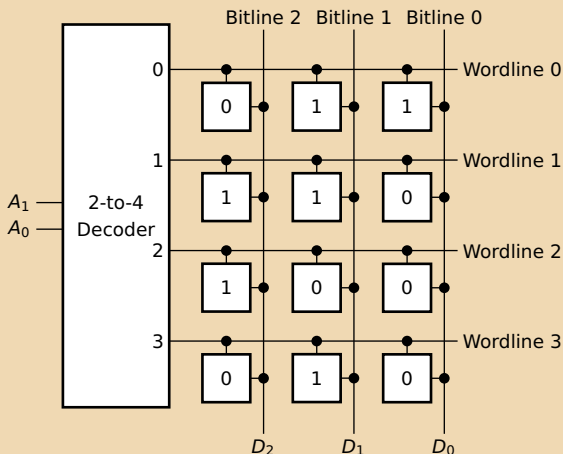 Bitline 2 Bitline 1 Bitline 0
0 Wordline 0
0 1 1
1 Wordline 1
1 1 0
A₁ 2-to-4
A₀ Decoder
2 Wordline 2
1 0 0
3 Wordline 3
0 1 0
D₂ D₁ D₀